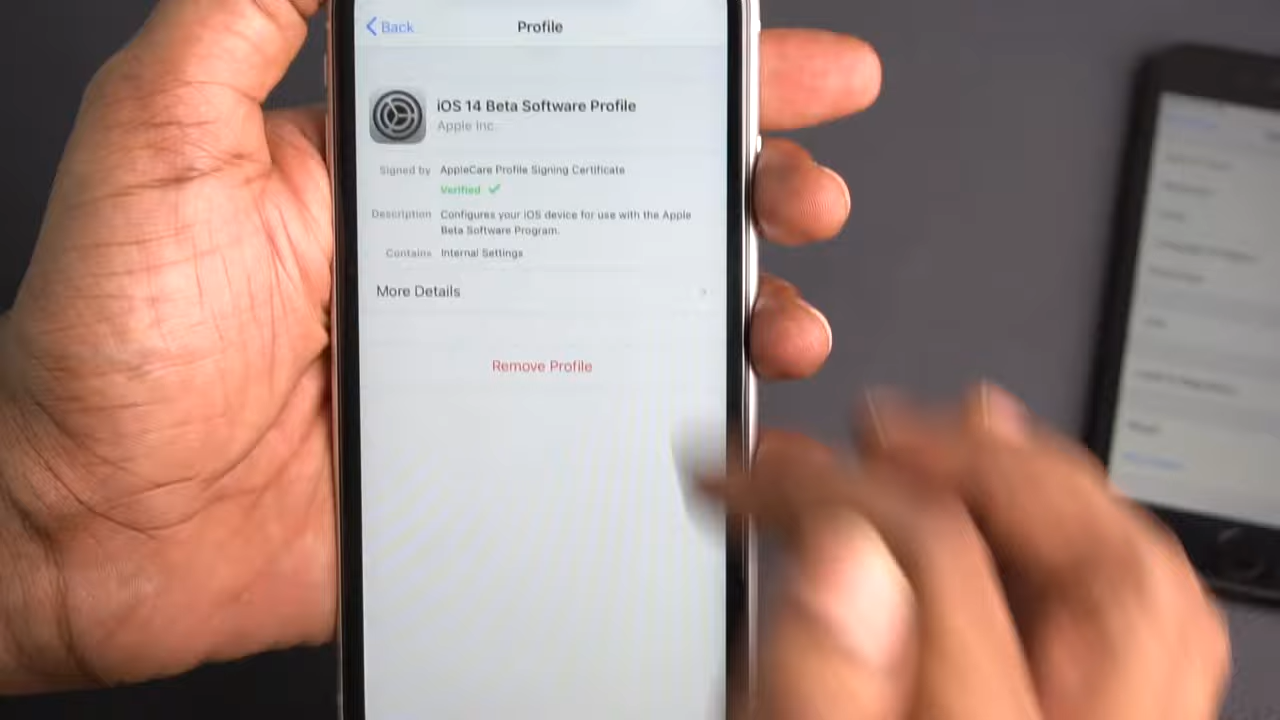 Back
Profile
iOS 14 Beta Software Profile
Apple Inc.
Signed by AppleCare Profile Signing Certificate
Verified
Description Configures your iOS device for use with the Apple
Beta Software Program.
Contains Internal Settings
More Details
Remove Profile